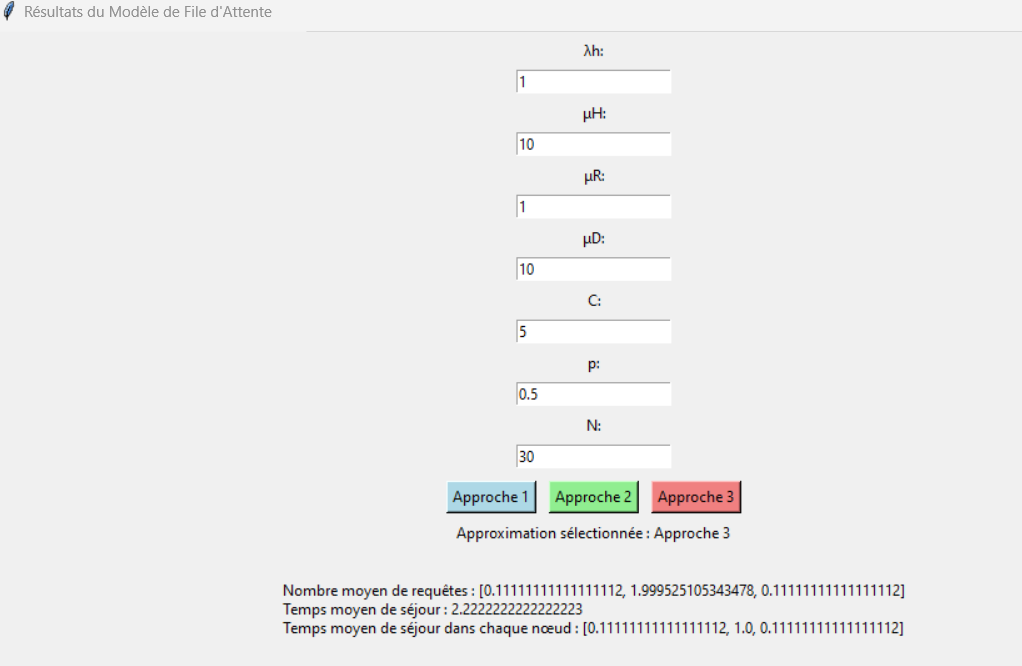 Résultats du Modèle de File d'Attente
λh:
1
μH:
10
μR:
1
μD:
10
C:
5
p:
0.5
N:
30
Approche 1 Approche 2 Approche 3
Approximation sélectionnée : Approche 3
Nombre moyen de requêtes : [0.11111111111111112, 1.999525105343478, 0.11111111111111112]
Temps moyen de séjour : 2.2222222222222223
Temps moyen de séjour dans chaque nœud : [0.11111111111111112, 1.0, 0.11111111111111112]